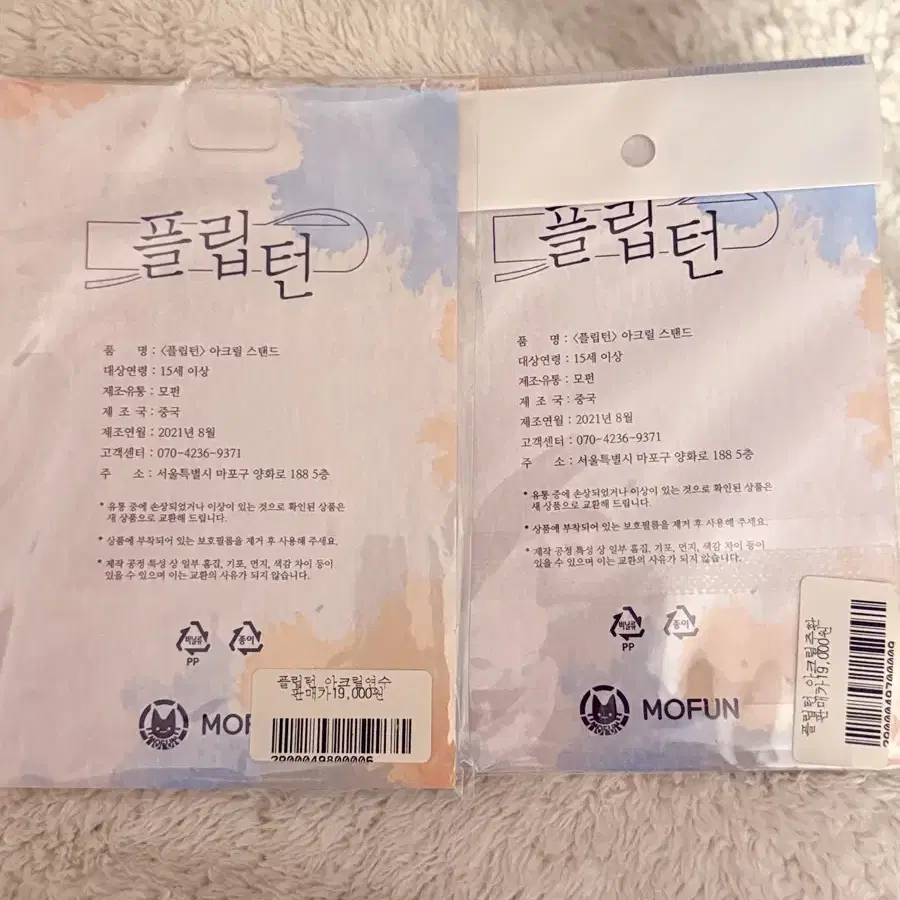 플립턴
품 명 : 〈플립턴〉 아크릴 스탠드
대상연령 : 15세 이상
제조·유통 : 모펀
제 조 국 : 중국
제조연월 : 2021년 8월
고객센터 : 070-4236-9371
주 소 : 서울특별시 마포구 양화로 188 5층
* 유통 중에 손상되었거나 이상이 있는 것으로 확인된 상품은
새 상품으로 교환해 드립니다.
* 상품에 부착되어 있는 보호필름을 제거 후 사용해 주세요.
* 제작 공정 특성 상 일부 흠집, 기포, 먼지, 색감 차이 등이
있을 수 있으며 이는 교환의 사유가 되지 않습니다.
비닐류
PP
종이
MOFUN
MOF
플립턴 아크릴연수
판매가19,000원
2900049800006
플립턴
품 명 : 〈플립턴〉 아크릴 스탠드
대상연령 : 15세 이상
제조·유통 : 모펀
제 조 국 : 중국
제조연월 : 2021년 8월
고객센터 : 070-4236-9371
주 소 : 서울특별시 마포구 양화로 188 5층
* 유통 중에 손상되었거나 이상이 있는 것으로 확인된 상품은
새 상품으로 교환해 드립니다.
* 상품에 부착되어 있는 보호필름을 제거 후 사용해 주세요.
* 제작 공정 특성 상 일부 흠집, 기포, 먼지, 색감 차이 등이
있을 수 있으며 이는 교환의 사유가 되지 않습니다.
비닐류
PP
종이
MOFUN
MOFUN
플립턴 아크릴주환
판매가19,000원